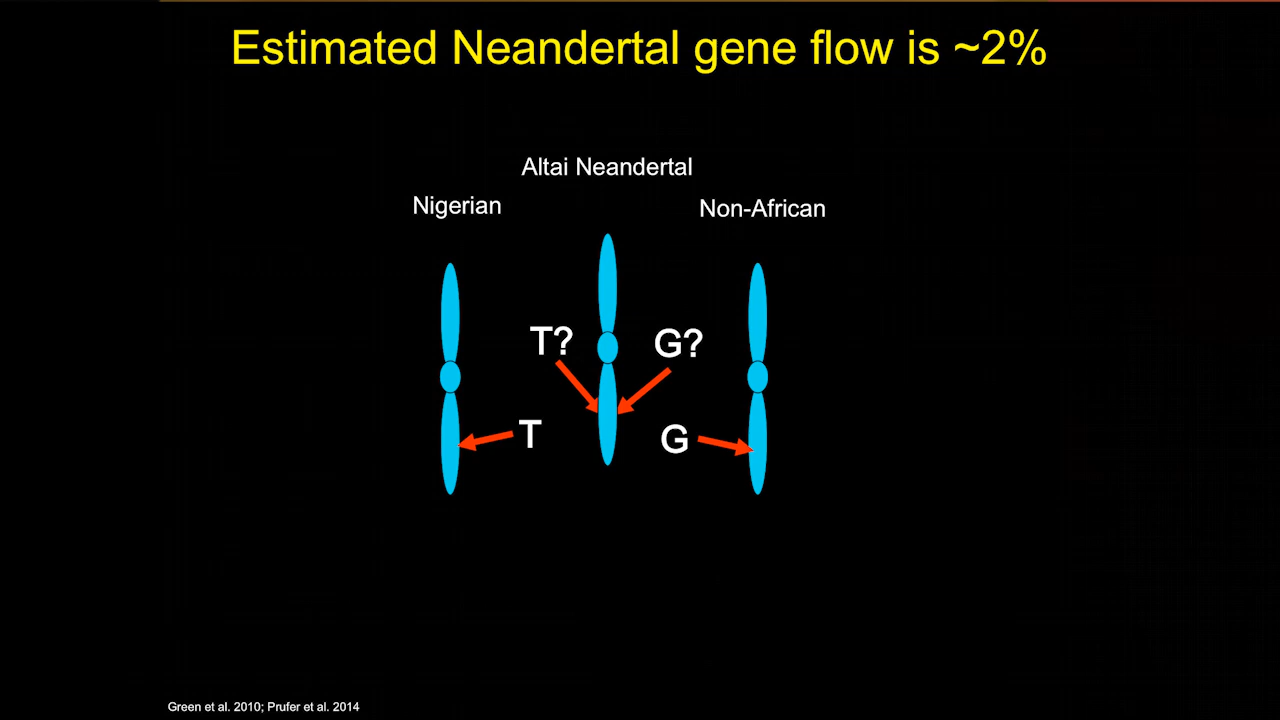 Estimated Neandertal gene flow is ~2%
Altai Neandertal
Nigerian
Non-African
T?
G?
T
G
Green et al. 2010; Prufer et al. 2014